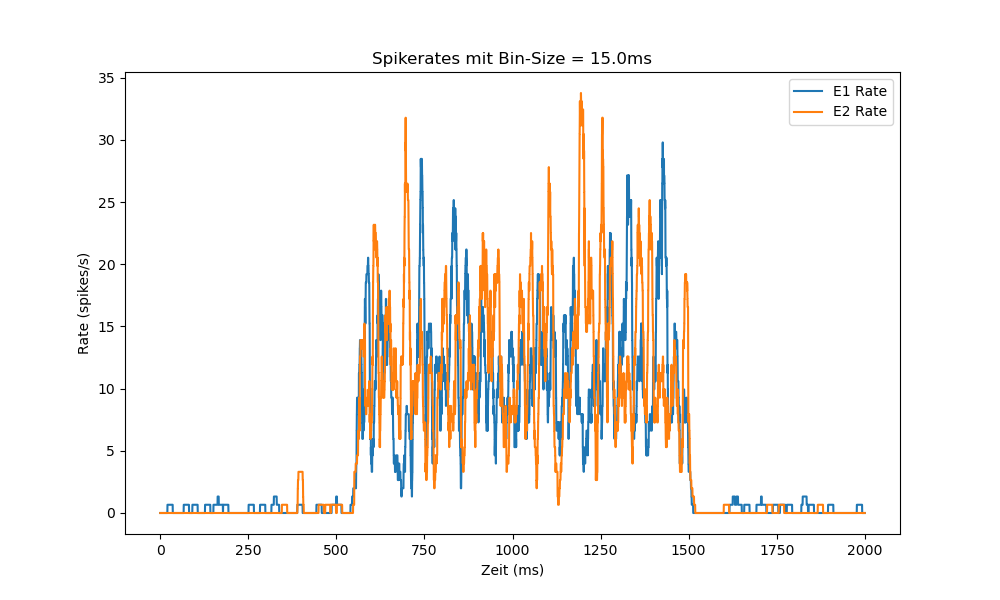 Spikerates mit Bin-Size = 15.0ms
E1 Rate
E2 Rate
Rate (spikes/s)
35
30
25
20
15
10
5
0
0 250 500 750 1000 1250 1500 1750 2000
Zeit (ms)